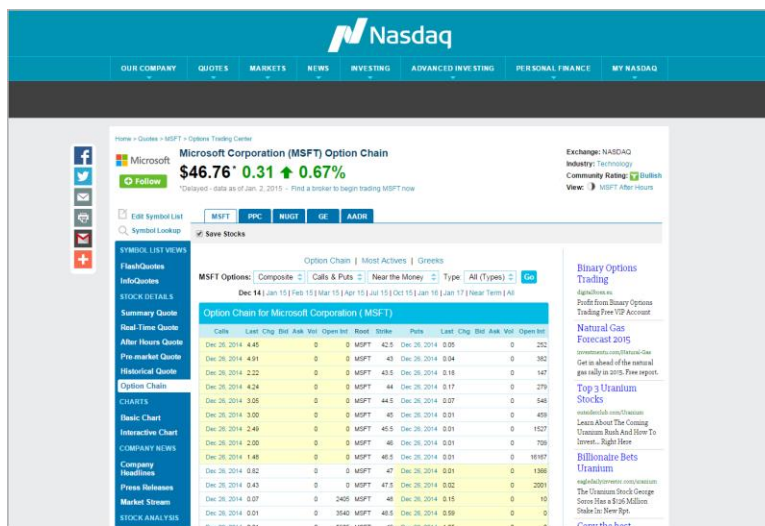 Nasdaq
OUR COMPANY QUOTES MARKETS NEWS INVESTING ADVANCED INVESTING PERSONAL FINANCE MY NASDAQ
Home > Quotes > MSFT > Options Trading Center
Microsoft
Follow
Microsoft Corporation (MSFT) Option Chain
$46.76* 0.31 0.67%
*Delayed - data as of Jan. 2, 2015 - Find a broker to begin trading MSFT now
Exchange: NASDAQ
Industry: Technology
Community Rating: Bullish
View: MSFT After Hours
Edit Symbol List
Symbol Lookup
MSFT PPC NUGT GE AADR
Save Stocks
SYMBOL LIST VIEWS
FlashQuotes
InfoQuotes
STOCK DETAILS
Summary Quote
Real-Time Quote
After Hours Quote
Pre-market Quote
Historical Quote
Option Chain
CHARTS
Basic Chart
Interactive Chart
COMPANY NEWS
Company
Headlines
Press Releases
Market Stream
STOCK ANALYSIS
Option Chain | Most Actives | Greeks
MSFT Options: Composite Calls & Puts Near the Money Type: All (Types) Go
Dec 14 | Jan 15 | Feb 15 | Mar 15 | Apr 15 | Jul 15 | Oct 15 | Jan 16 | Jan 17 | Near Term | All
Option Chain for Microsoft Corporation ( MSFT)
Calls Last Chg Bid Ask Vol Open Int Root Strike Puts Last Chg Bid Ask Vol Open Int
Dec 26, 2014 4.45 0 0 MSFT 42.5 Dec 26, 2014 0.05 0 252
Dec 26, 2014 4.91 0 0 MSFT 43 Dec 26, 2014 0.04 0 382
Dec 26, 2014 2.22 0 0 MSFT 43.5 Dec 26, 2014 0.16 0 147
Dec 26, 2014 4.24 0 0 MSFT 44 Dec 26, 2014 0.17 0 279
Dec 26, 2014 3.05 0 0 MSFT 44.5 Dec 26, 2014 0.07 0 546
Dec 26, 2014 3.00 0 0 MSFT 45 Dec 26, 2014 0.01 0 459
Dec 26, 2014 2.49 0 0 MSFT 45.5 Dec 26, 2014 0.01 0 1527
Dec 26, 2014 2.00 0 0 MSFT 46 Dec 26, 2014 0.01 0 709
Dec 26, 2014 1.48 0 0 MSFT 46.5 Dec 26, 2014 0.01 0 16167
Dec 26, 2014 0.62 0 0 MSFT 47 Dec 26, 2014 0.01 0 1366
Dec 26, 2014 0.43 0 0 MSFT 47.5 Dec 26, 2014 0.02 0 2001
Dec 26, 2014 0.07 0 2405 MSFT 48 Dec 26, 2014 0.15 0 10
Dec 26, 2014 0.01 0 3540 MSFT 48.5 Dec 26, 2014 0.59 0 0
Binary Options
Trading
Profit from Binary Options
Trading Free VIP Account
Natural Gas
Forecast 2015
investmentu.com/Natural-Gas
Get in ahead of the natural
gas rally in 2015. Free report.
Top 3 Uranium
Stocks
outsiderclub.com/Uranium
Learn About The Coming
Uranium Rush And How To
Invest... Right Here
Billionaire Bets
Uranium
eagledailyinvestor.com/uranium
The Uranium Stock George
Soros Has a $126 Million
Stake In: New Rpt.